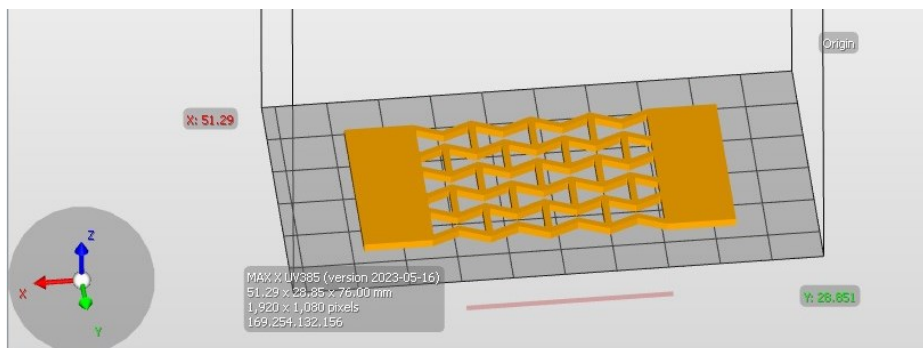 Origin
X: 51.29
Z
X
Y
MAX X UV385 (version 2023-05-16)
51.29 x 28.85 x 76.00 mm
1,920 x 1,080 pixels
169.254.132.156
Y: 28.851